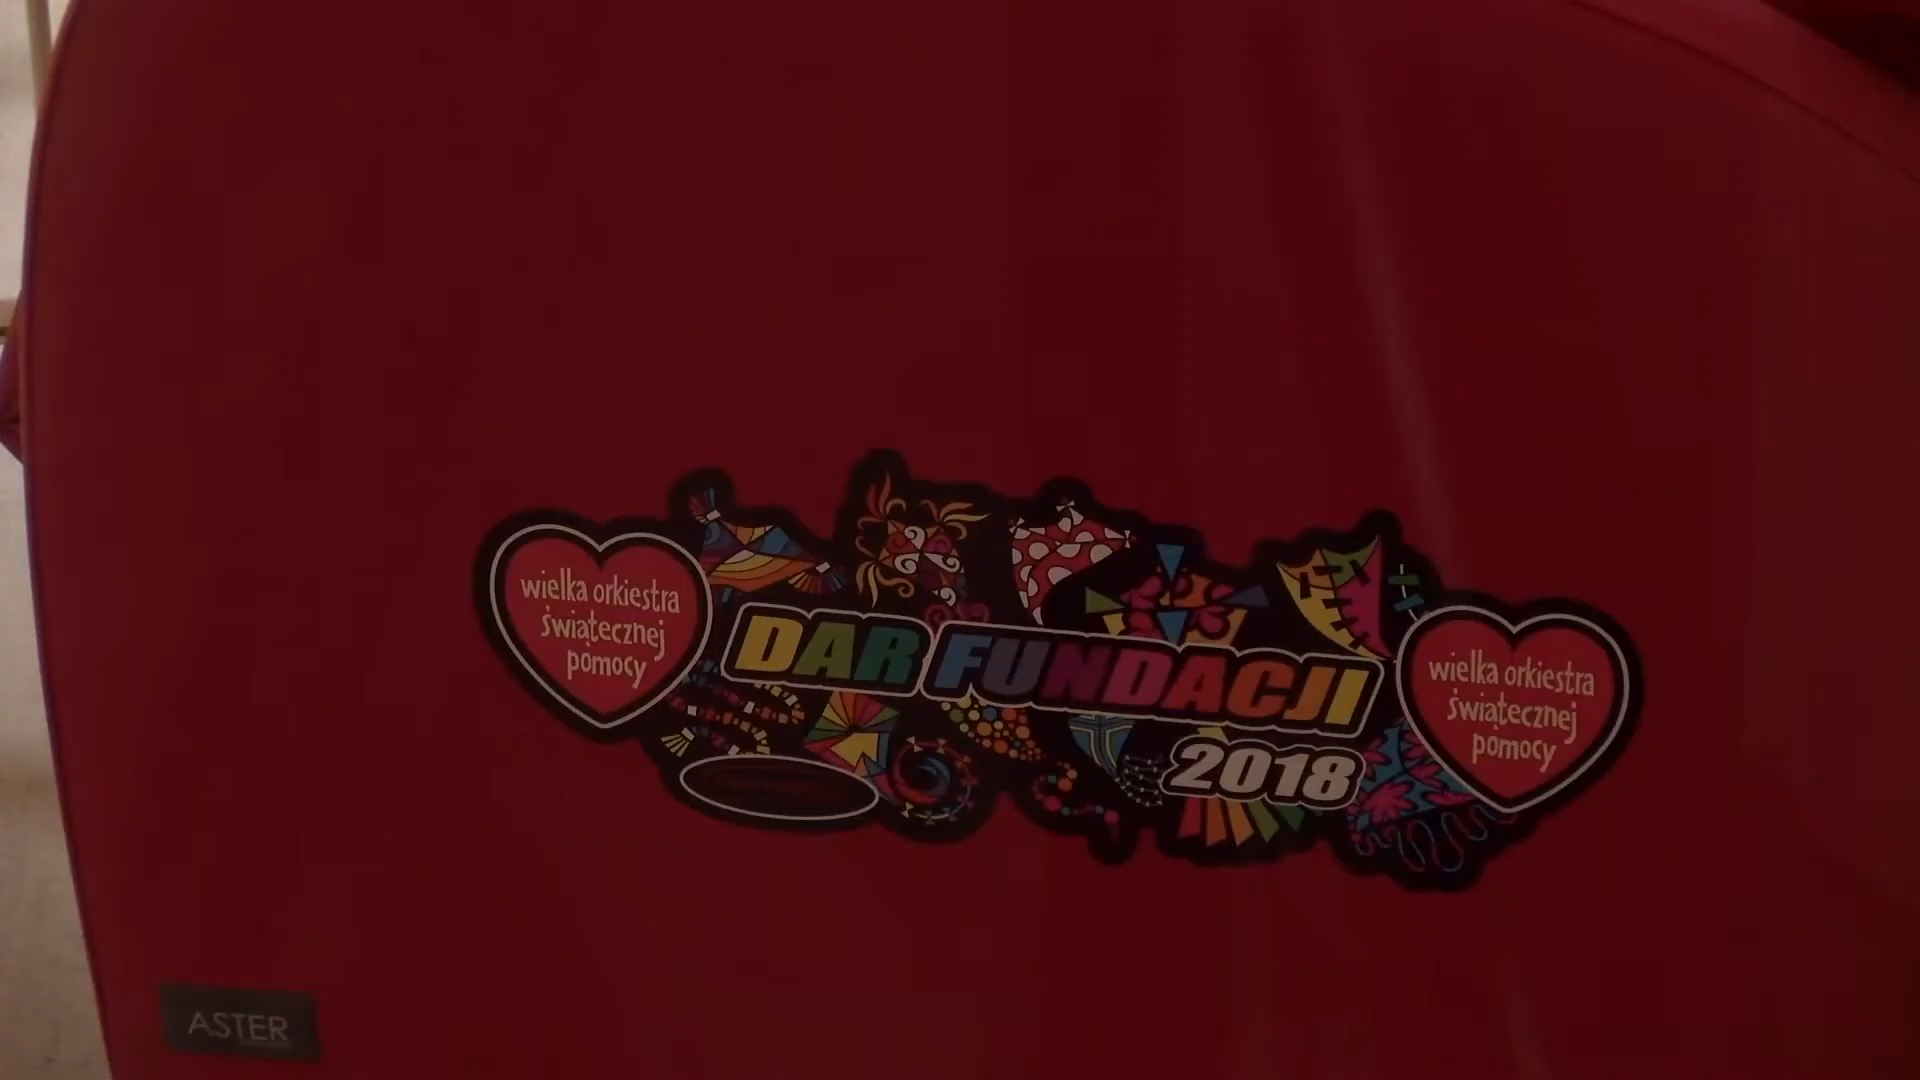 wielka orkiestra
świątecznej
pomocy
DAR FUNDACJI
2018
wielka orkiestra
świątecznej
pomocy
ASTER